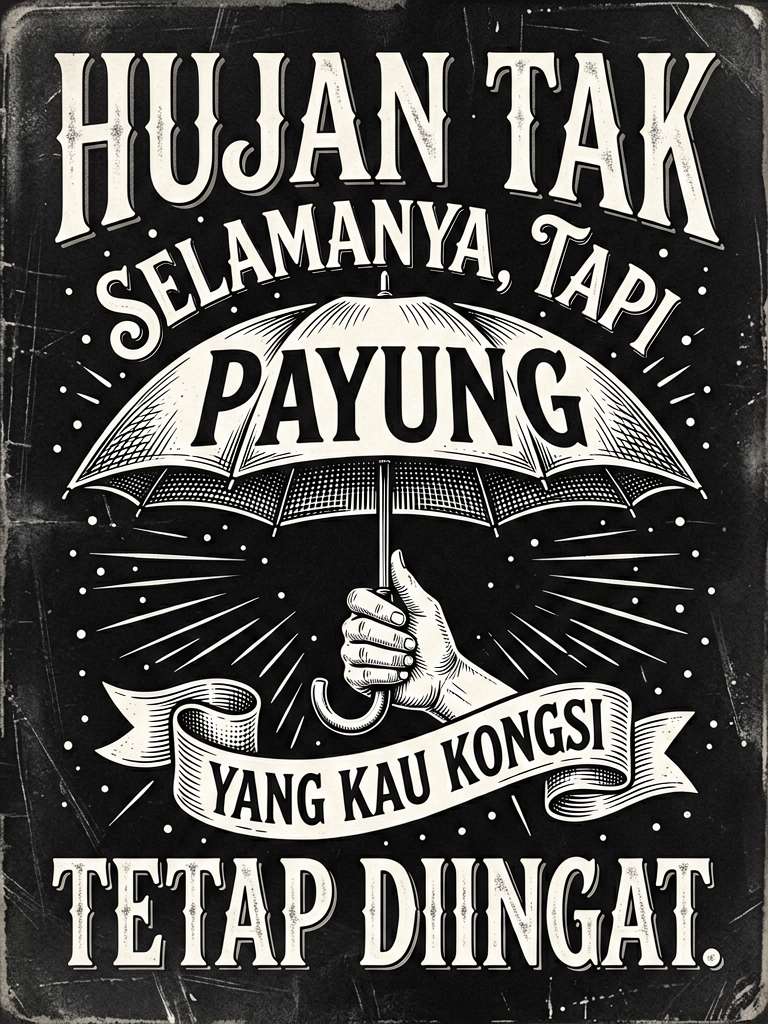 HUJAN TAK
SELAMANYA, TAPI
PAYUNG
YANG KAU KONGSI
TETAP DIINGAT.